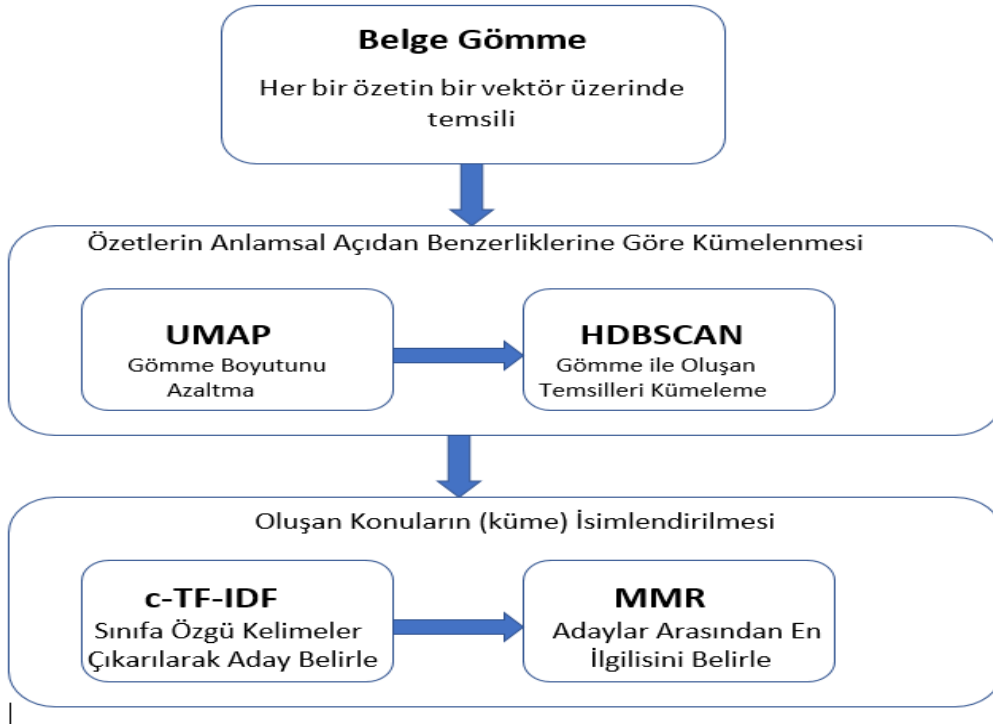 Belge Gömme
Her bir özetin bir vektör üzerinde
temsili
Özetlerin Anlamsal Açıdan Benzerliklerine Göre Kümelenmesi
UMAP
Gömme Boyutunu
Azaltma
HDBSCAN
Gömme ile Oluşan
Temsilleri Kümeleme
Oluşan Konuların (küme) İsimlendirilmesi
c-TF-IDF
Sınıfa Özgü Kelimeler
Çıkarılarak Aday Belirle
MMR
Adaylar Arasından En
İlgilisini Belirle